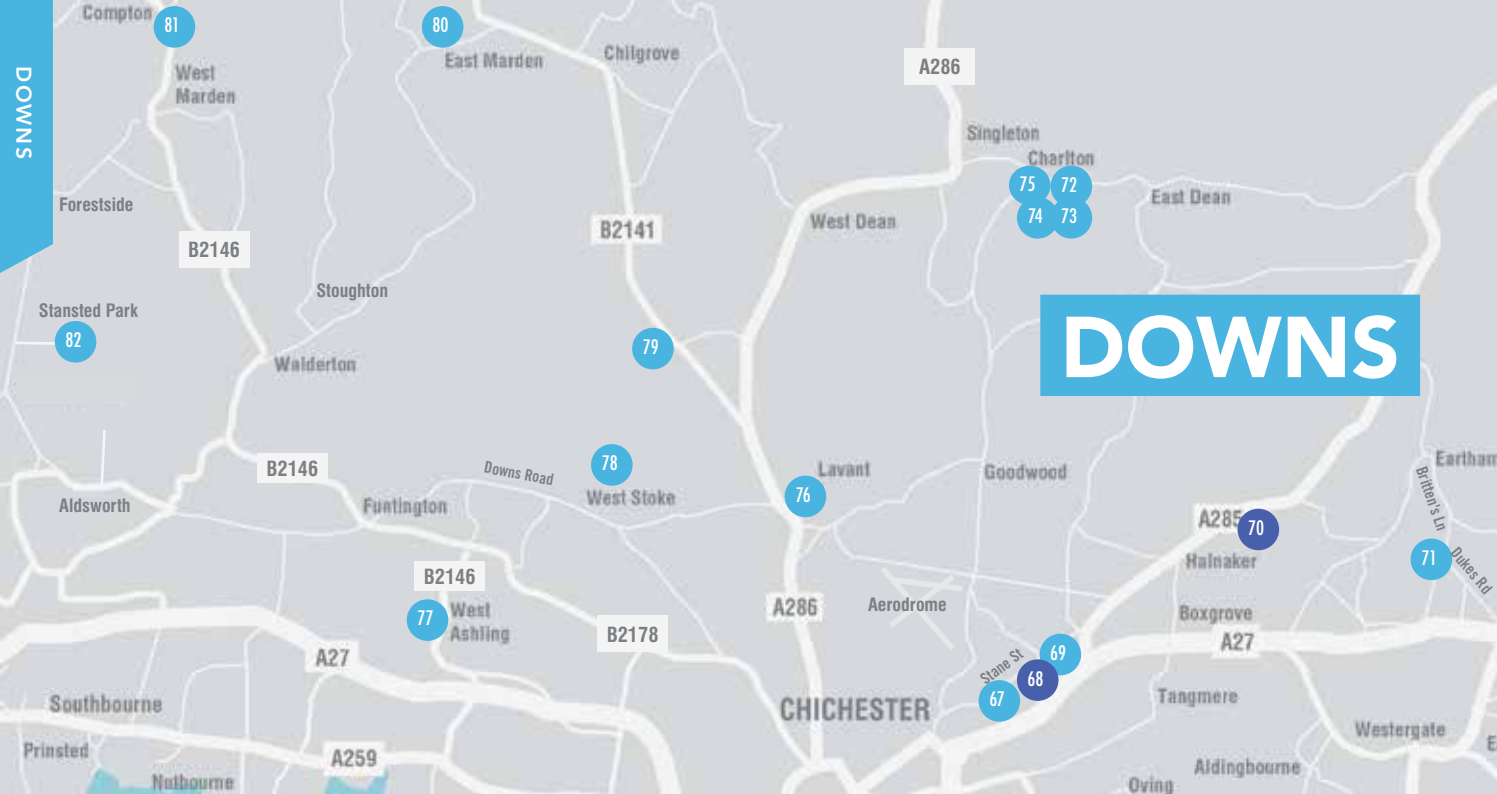 DOWNS
Compton
81
80
West
Marden
East Marden
Chilgrove
A286
Singleton
Charlton
75
72
74
73
East Dean
West Dean
Forestside
B2146
B2141
Stoughton
Stansted Park
82
79
DOWNS
Walderton
B2146
Downs Road
78
West Stoke
Lavant
76
Goodwood
Eartham
Britten's Ln
Aldsworth
Funtington
A285
70
Halnaker
71
Dukes Rd
B2146
77
West
Ashling
A286
Aerodrome
Boxgrove
B2178
A27
A27
Stane St
69
68
67
CHICHESTER
Tangmere
Southbourne
Westergate
Prinsted
A259
Nutbourne
Aldingbourne
Oving
E